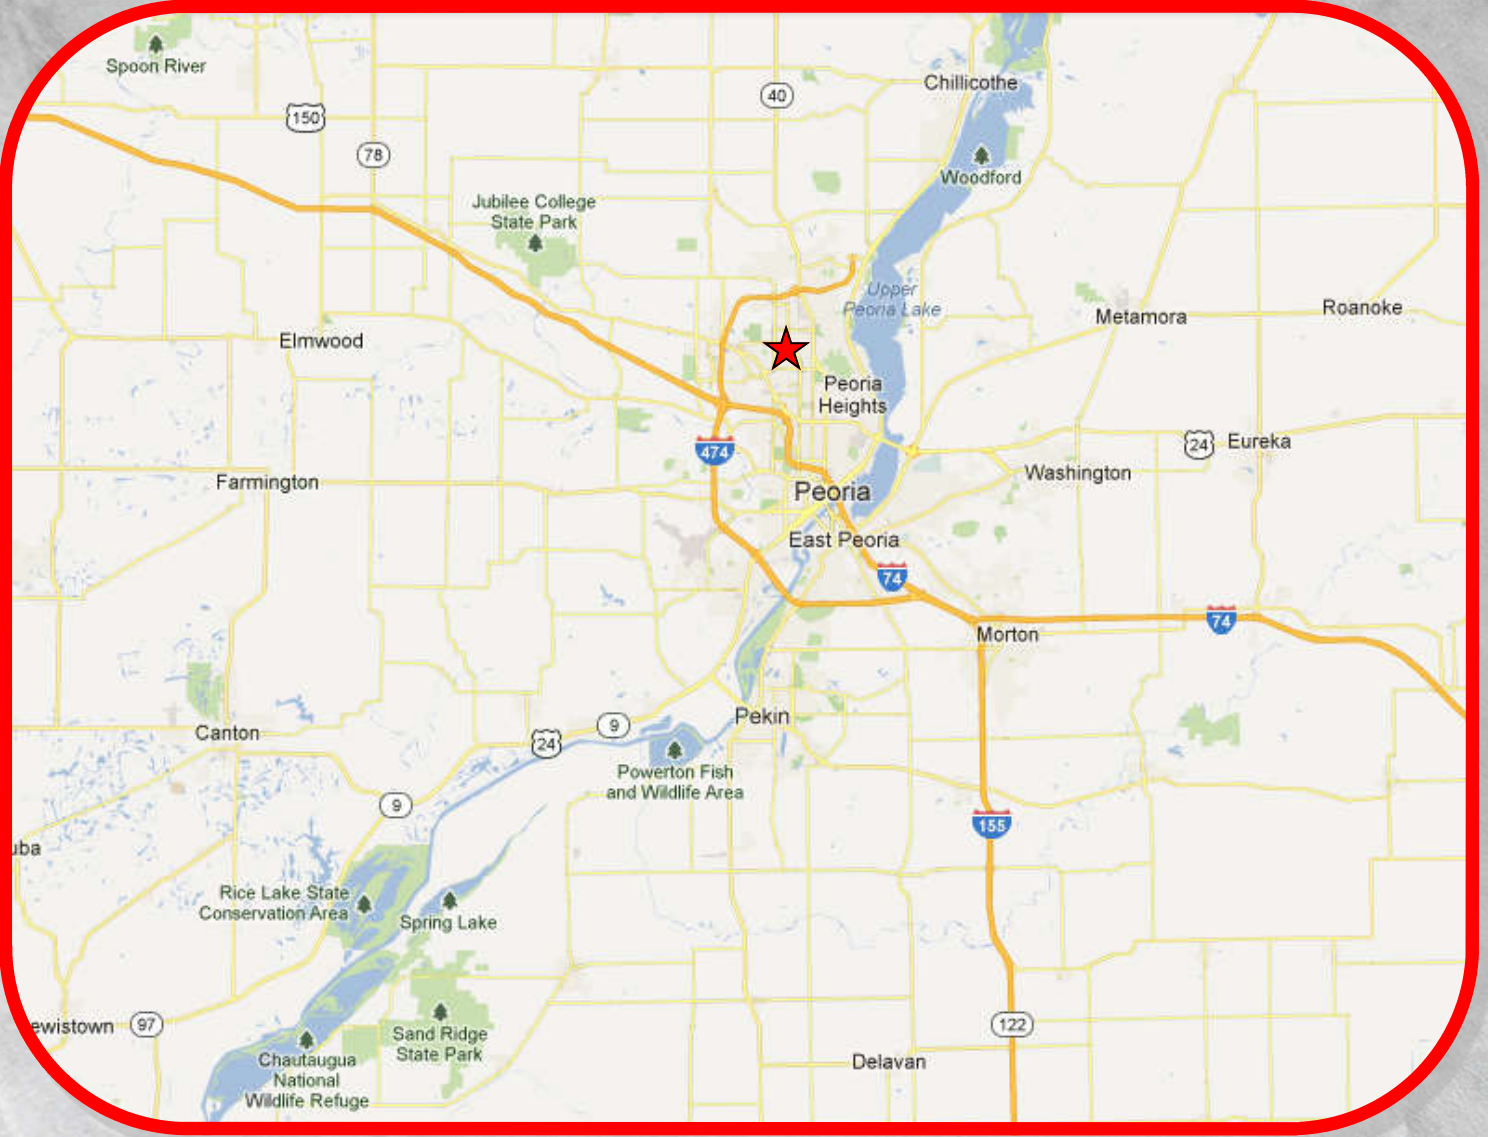 Spoon River
150
78
40
Chillicothe
Woodford
Jubilee College
State Park
Upper
Peoria Lake
Metamora
Roanoke
Elmwood
Peoria
Heights
474
24
Eureka
Washington
Farmington
Peoria
East Peoria
74
74
Morton
Pekin
9
24
Canton
Powerton Fish
and Wildlife Area
9
155
uba
Rice Lake State
Conservation Area
Spring Lake
ewistown
97
Sand Ridge
State Park
122
Chautaugua
National
Wildlife Refuge
Delavan